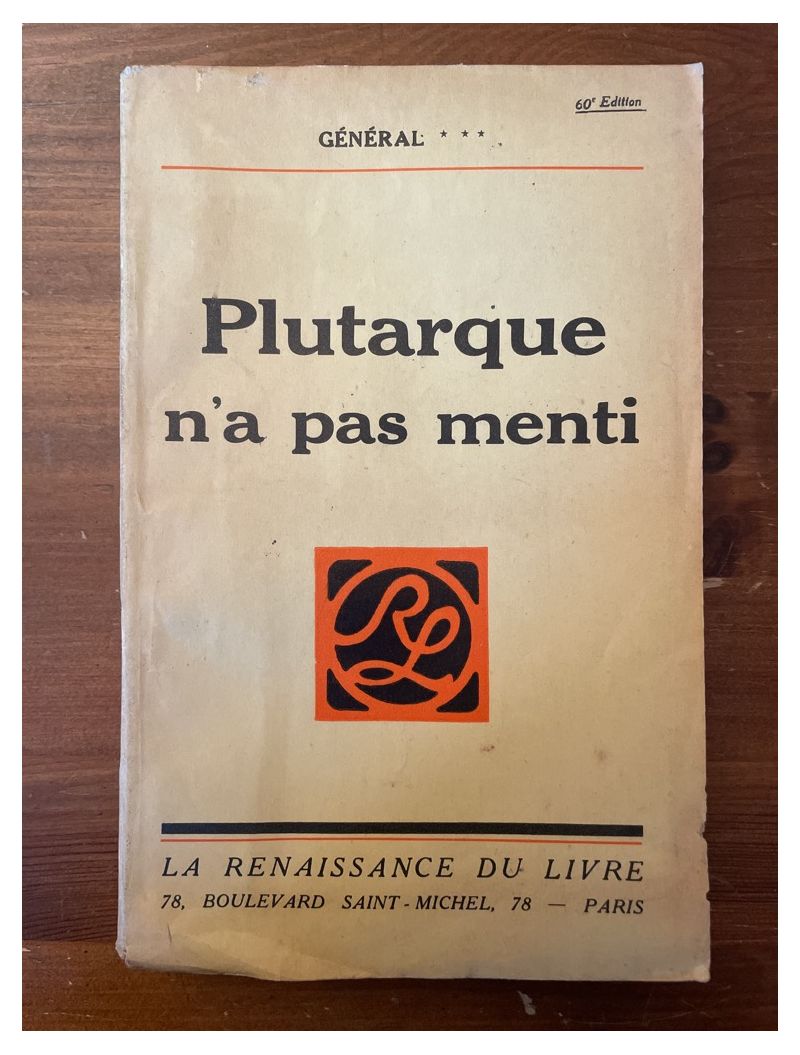 60e Edition
GÉNÉRAL ***
Plutarque
n'a pas menti
RL
LA RENAISSANCE DU LIVRE
78, BOULEVARD SAINT-MICHEL, 78 — PARIS